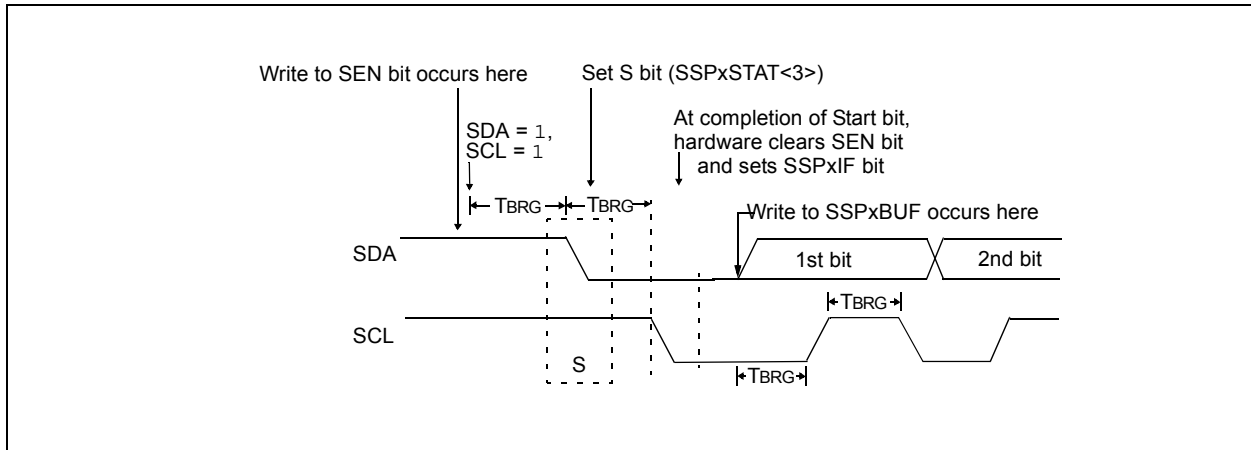 Write to SEN bit occurs here
Set S bit (SSPxSTAT<3>)
At completion of Start bit,
hardware clears SEN bit
and sets SSPxIF bit
SDA = 1,
SCL = 1
TBRG
TBRG
Write to SSPxBUF occurs here
SDA
1st bit
2nd bit
TBRG
SCL
S
TBRG